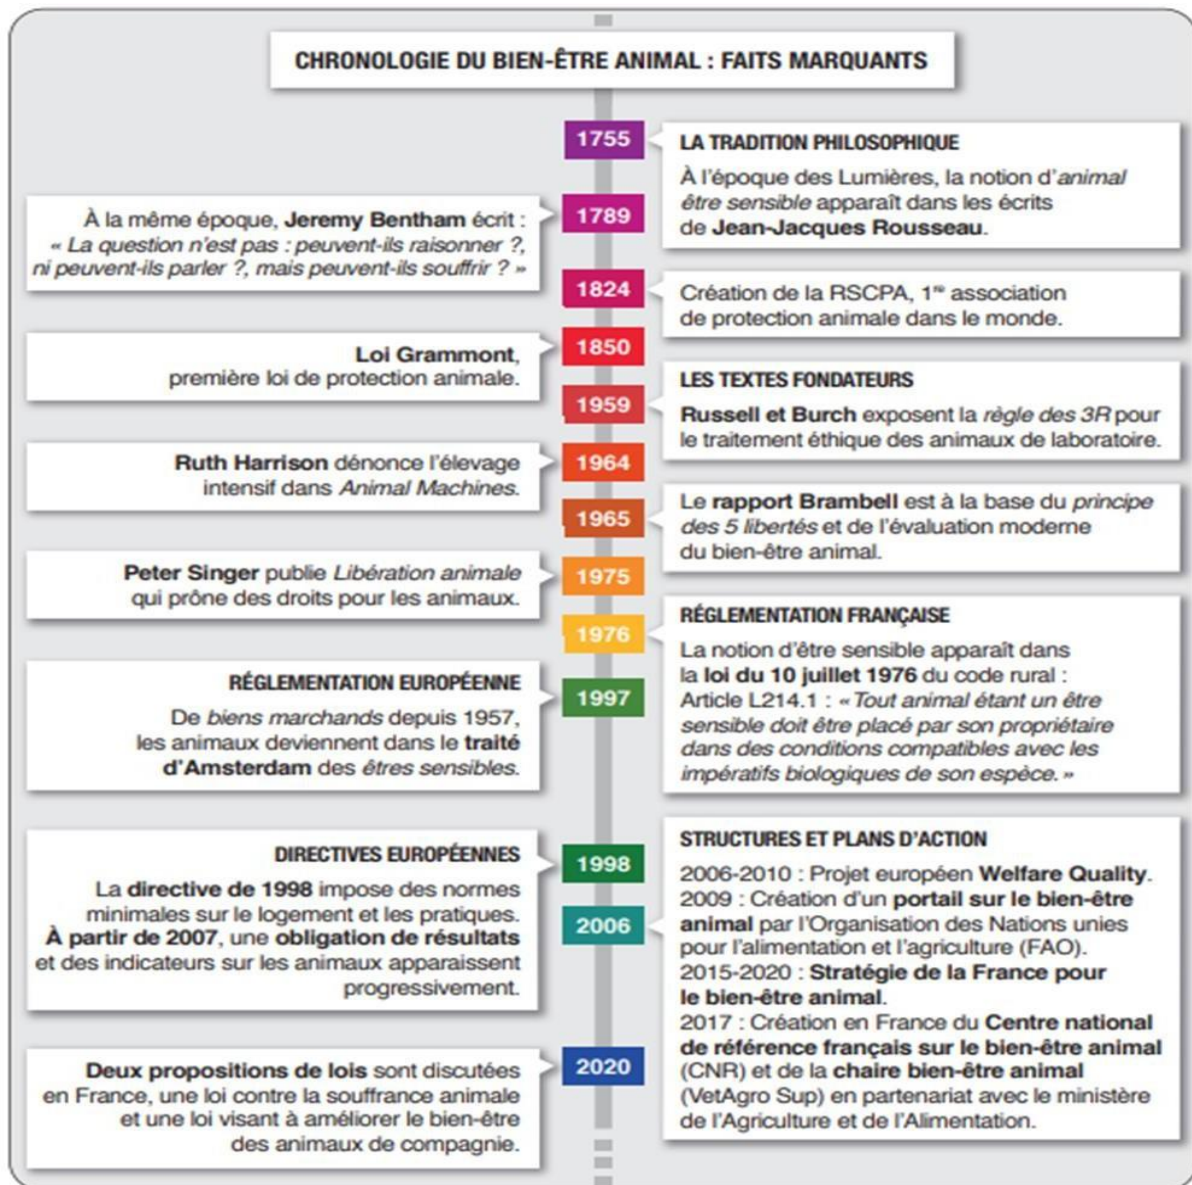 CHRONOLOGIE DU BIEN-ÊTRE ANIMAL : FAITS MARQUANTS
1755
LA TRADITION PHILOSOPHIQUE
À l'époque des Lumières, la notion d'animal
être sensible apparaît dans les écrits
de Jean-Jacques Rousseau.
1789
À la même époque, Jeremy Bentham écrit :
« La question n'est pas : peuvent-ils raisonner ?,
ni peuvent-ils parler ?, mais peuvent-ils souffrir ? »
1824
Création de la RSCPA, 1re association
de protection animale dans le monde.
1850
Loi Grammont,
première loi de protection animale.
1959
LES TEXTES FONDATEURS
Russell et Burch exposent la règle des 3R pour
le traitement éthique des animaux de laboratoire.
1964
Ruth Harrison dénonce l'élevage
intensif dans Animal Machines.
1965
Le rapport Brambell est à la base du principe
des 5 libertés et de l'évaluation moderne
du bien-être animal.
1975
Peter Singer publie Libération animale
qui prône des droits pour les animaux.
1976
RÉGLEMENTATION FRANÇAISE
La notion d'être sensible apparaît dans
la loi du 10 juillet 1976 du code rural :
Article L214.1 : « Tout animal étant un être
sensible doit être placé par son propriétaire
dans des conditions compatibles avec les
impératifs biologiques de son espèce. »
1997
RÉGLEMENTATION EUROPÉENNE
De biens marchands depuis 1957,
les animaux deviennent dans le traité
d'Amsterdam des êtres sensibles.
1998
DIRECTIVES EUROPÉENNES
La directive de 1998 impose des normes
minimales sur le logement et les pratiques.
À partir de 2007, une obligation de résultats
et des indicateurs sur les animaux apparaissent
progressivement.
2006
STRUCTURES ET PLANS D'ACTION
2006-2010 : Projet européen Welfare Quality.
2009 : Création d'un portail sur le bien-être
animal par l'Organisation des Nations unies
pour l'alimentation et l'agriculture (FAO).
2015-2020 : Stratégie de la France pour
le bien-être animal.
2017 : Création en France du Centre national
de référence français sur le bien-être animal
(CNR) et de la chaire bien-être animal
(VetAgro Sup) en partenariat avec le ministère
de l'Agriculture et de l'Alimentation.
2020
Deux propositions de lois sont discutées
en France, une loi contre la souffrance animale
et une loi visant à améliorer le bien-être
des animaux de compagnie.